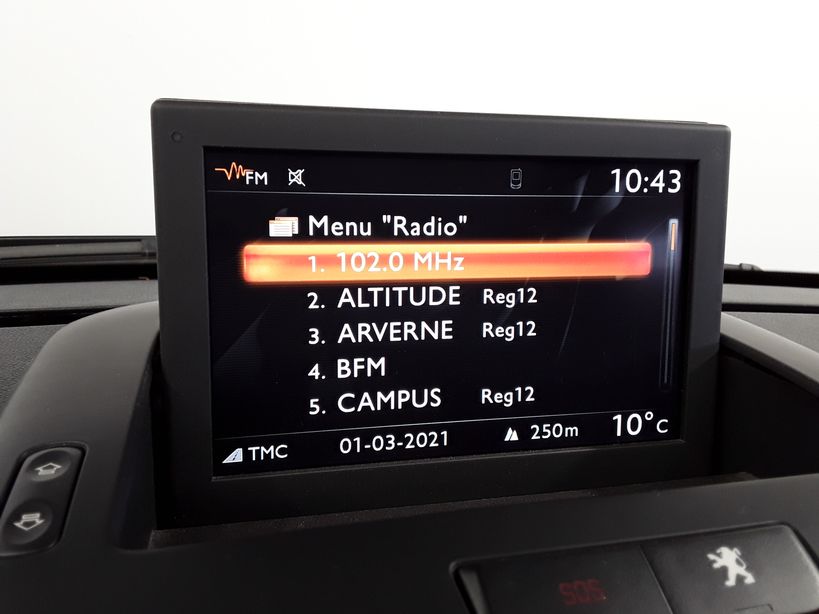 FM 10:43
Menu "Radio"
1. 102.0 MHz
2. ALTITUDE Reg12
3. ARVERNE Reg12
4. BFM
5. CAMPUS Reg12
TMC 01-03-2021 250m 10°C
SOS